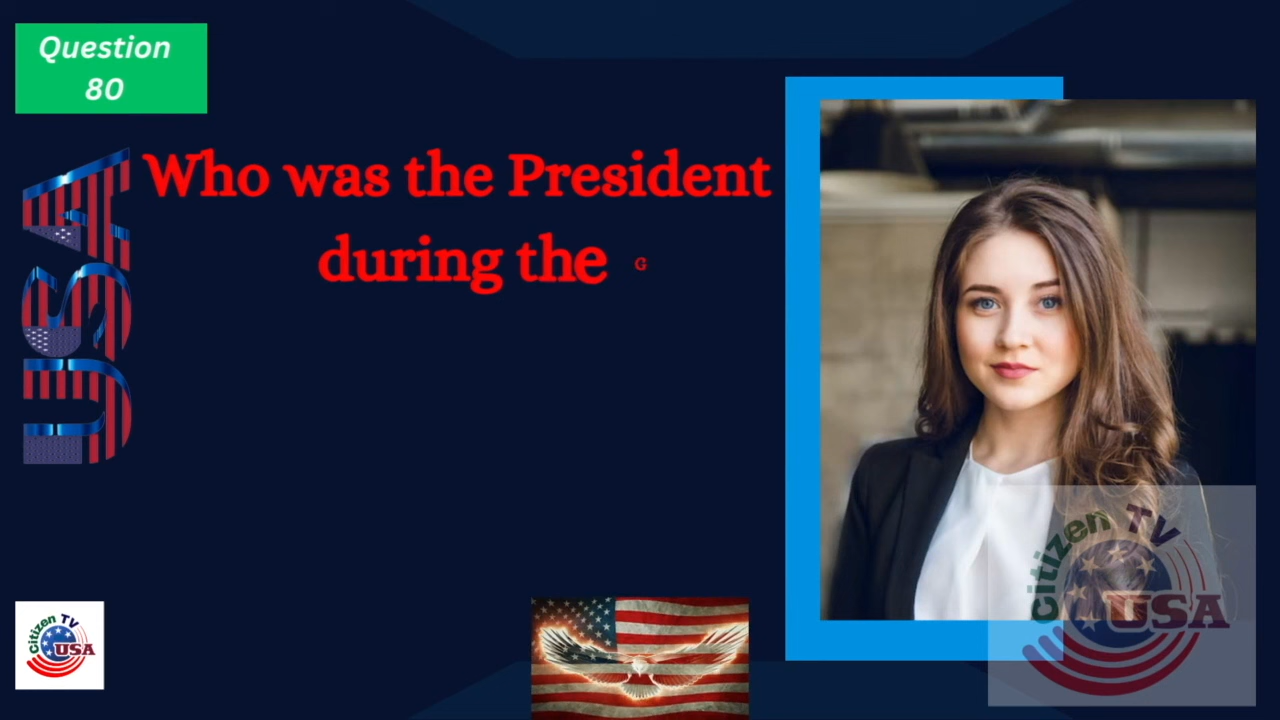 Question
80
USA
Who was the President
during the G
Citizen TV
USA
Citizen TV
USA